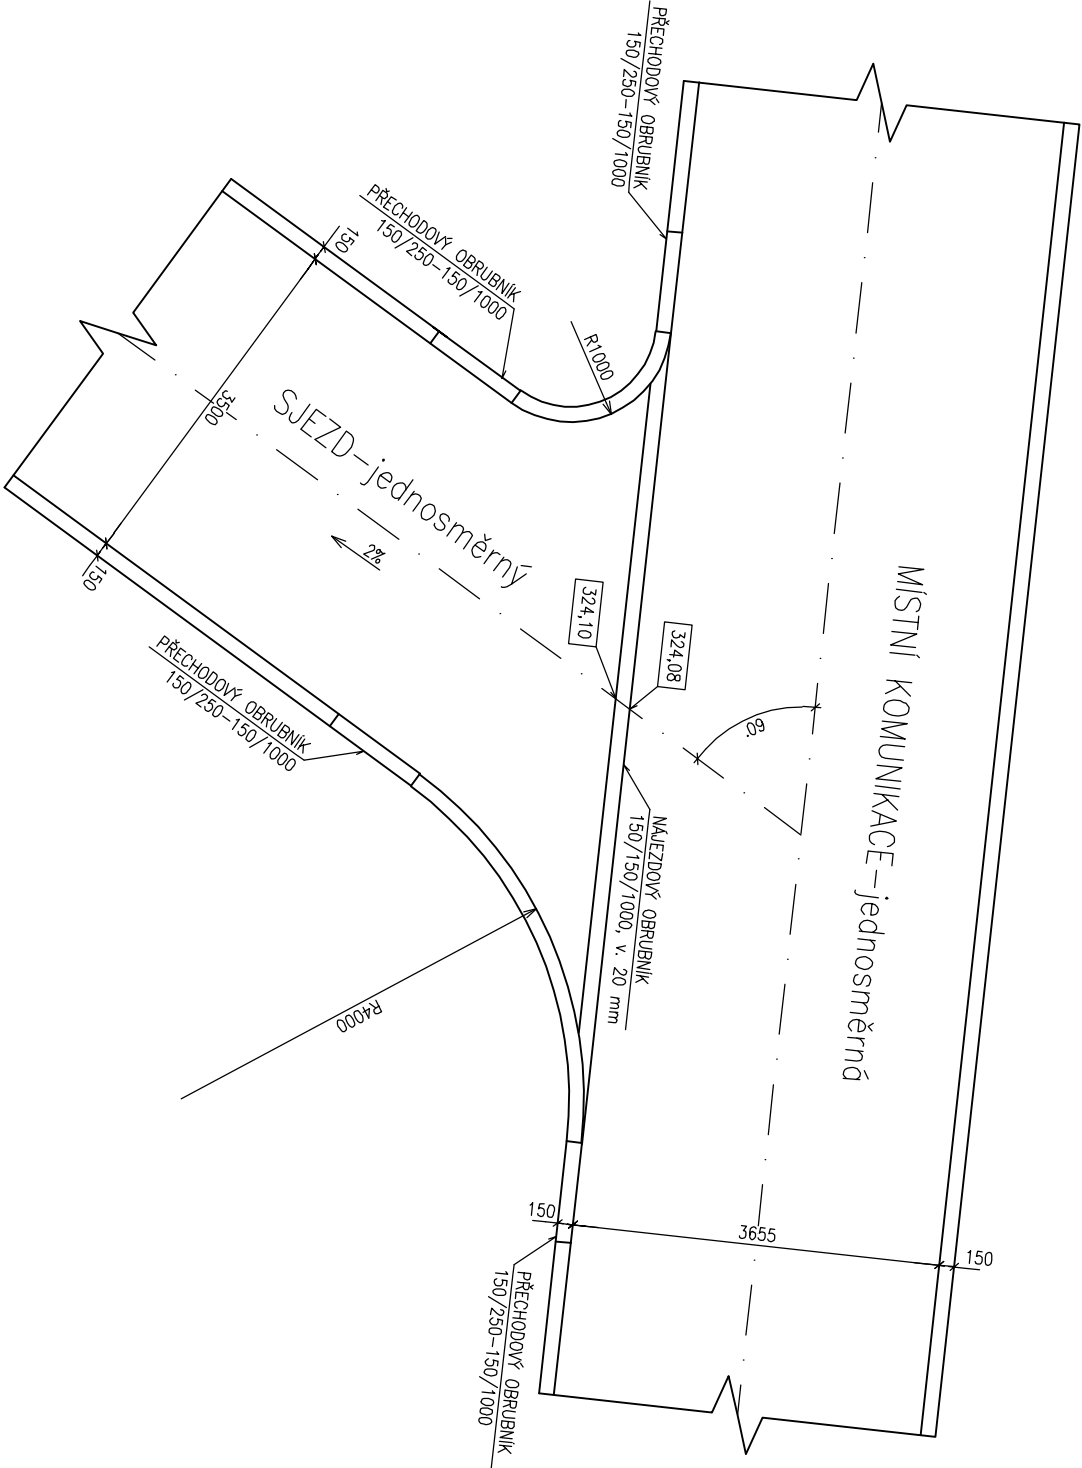 PŘECHODOVÝ OBRUBNÍK
150/250-150/1000
PŘECHODOVÝ OBRUBNÍK
150/250-150/1000
150
R1000
3500
SJEZD-jednosměrný
2%
150
324,10
324,08
60°
MÍSTNÍ KOMUNIKACE-jednosměrná
PŘECHODOVÝ OBRUBNÍK
150/250-150/1000
NÁJEZDOVÝ OBRUBNÍK
150/150/1000, v. 20 mm
R4000
150
3655
150
PŘECHODOVÝ OBRUBNÍK
150/250-150/1000